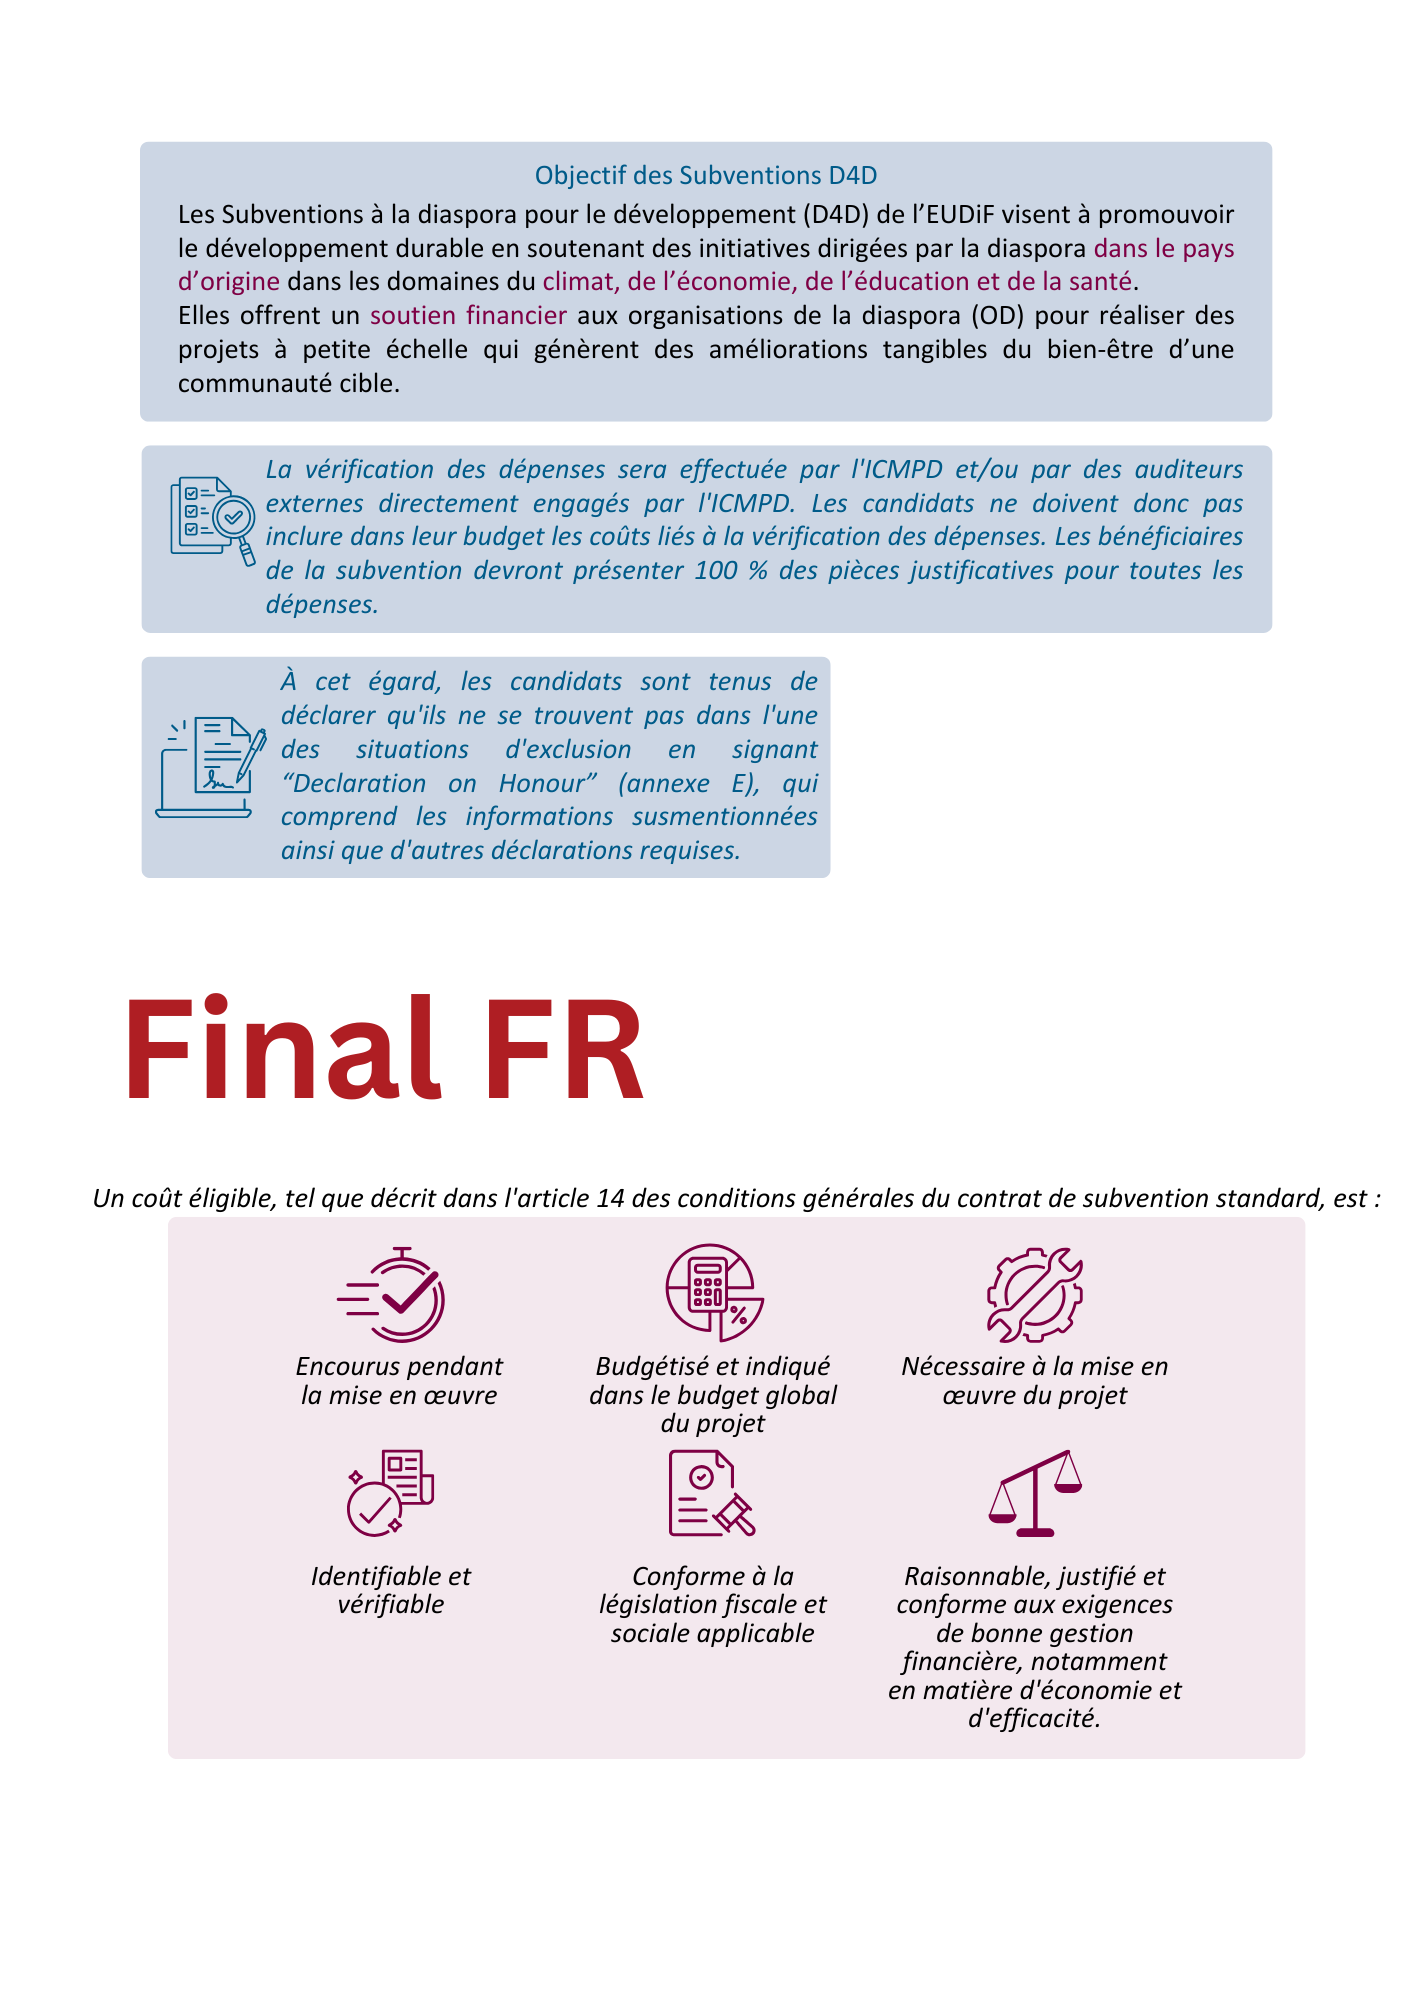 Objectif des Subventions D4D
Les Subventions à la diaspora pour le développement (D4D) de l’EUDiF visent à promouvoir
le développement durable en soutenant des initiatives dirigées par la diaspora dans le pays
d’origine dans les domaines du climat, de l’économie, de l’éducation et de la santé.
Elles offrent un soutien financier aux organisations de la diaspora (OD) pour réaliser des
projets à petite échelle qui génèrent des améliorations tangibles du bien-être d’une
communauté cible.
La vérification des dépenses sera effectuée par l'ICMPD et/ou par des auditeurs
externes directement engagés par l'ICMPD. Les candidats ne doivent donc pas
inclure dans leur budget les coûts liés à la vérification des dépenses. Les bénéficiaires
de la subvention devront présenter 100 % des pièces justificatives pour toutes les
dépenses.
À cet égard, les candidats sont tenus de
déclarer qu'ils ne se trouvent pas dans l'une
des situations d'exclusion en signant
“Declaration on Honour” (annexe E), qui
comprend les informations susmentionnées
ainsi que d'autres déclarations requises.
Final FR
Un coût éligible, tel que décrit dans l'article 14 des conditions générales du contrat de subvention standard, est :
Encourus pendant
la mise en œuvre
Budgétisé et indiqué
dans le budget global
du projet
Nécessaire à la mise en
œuvre du projet
%
Identifiable et
vérifiable
Conforme à la
législation fiscale et
sociale applicable
Raisonnable, justifié et
conforme aux exigences
de bonne gestion
financière, notamment
en matière d'économie et
d'efficacité.